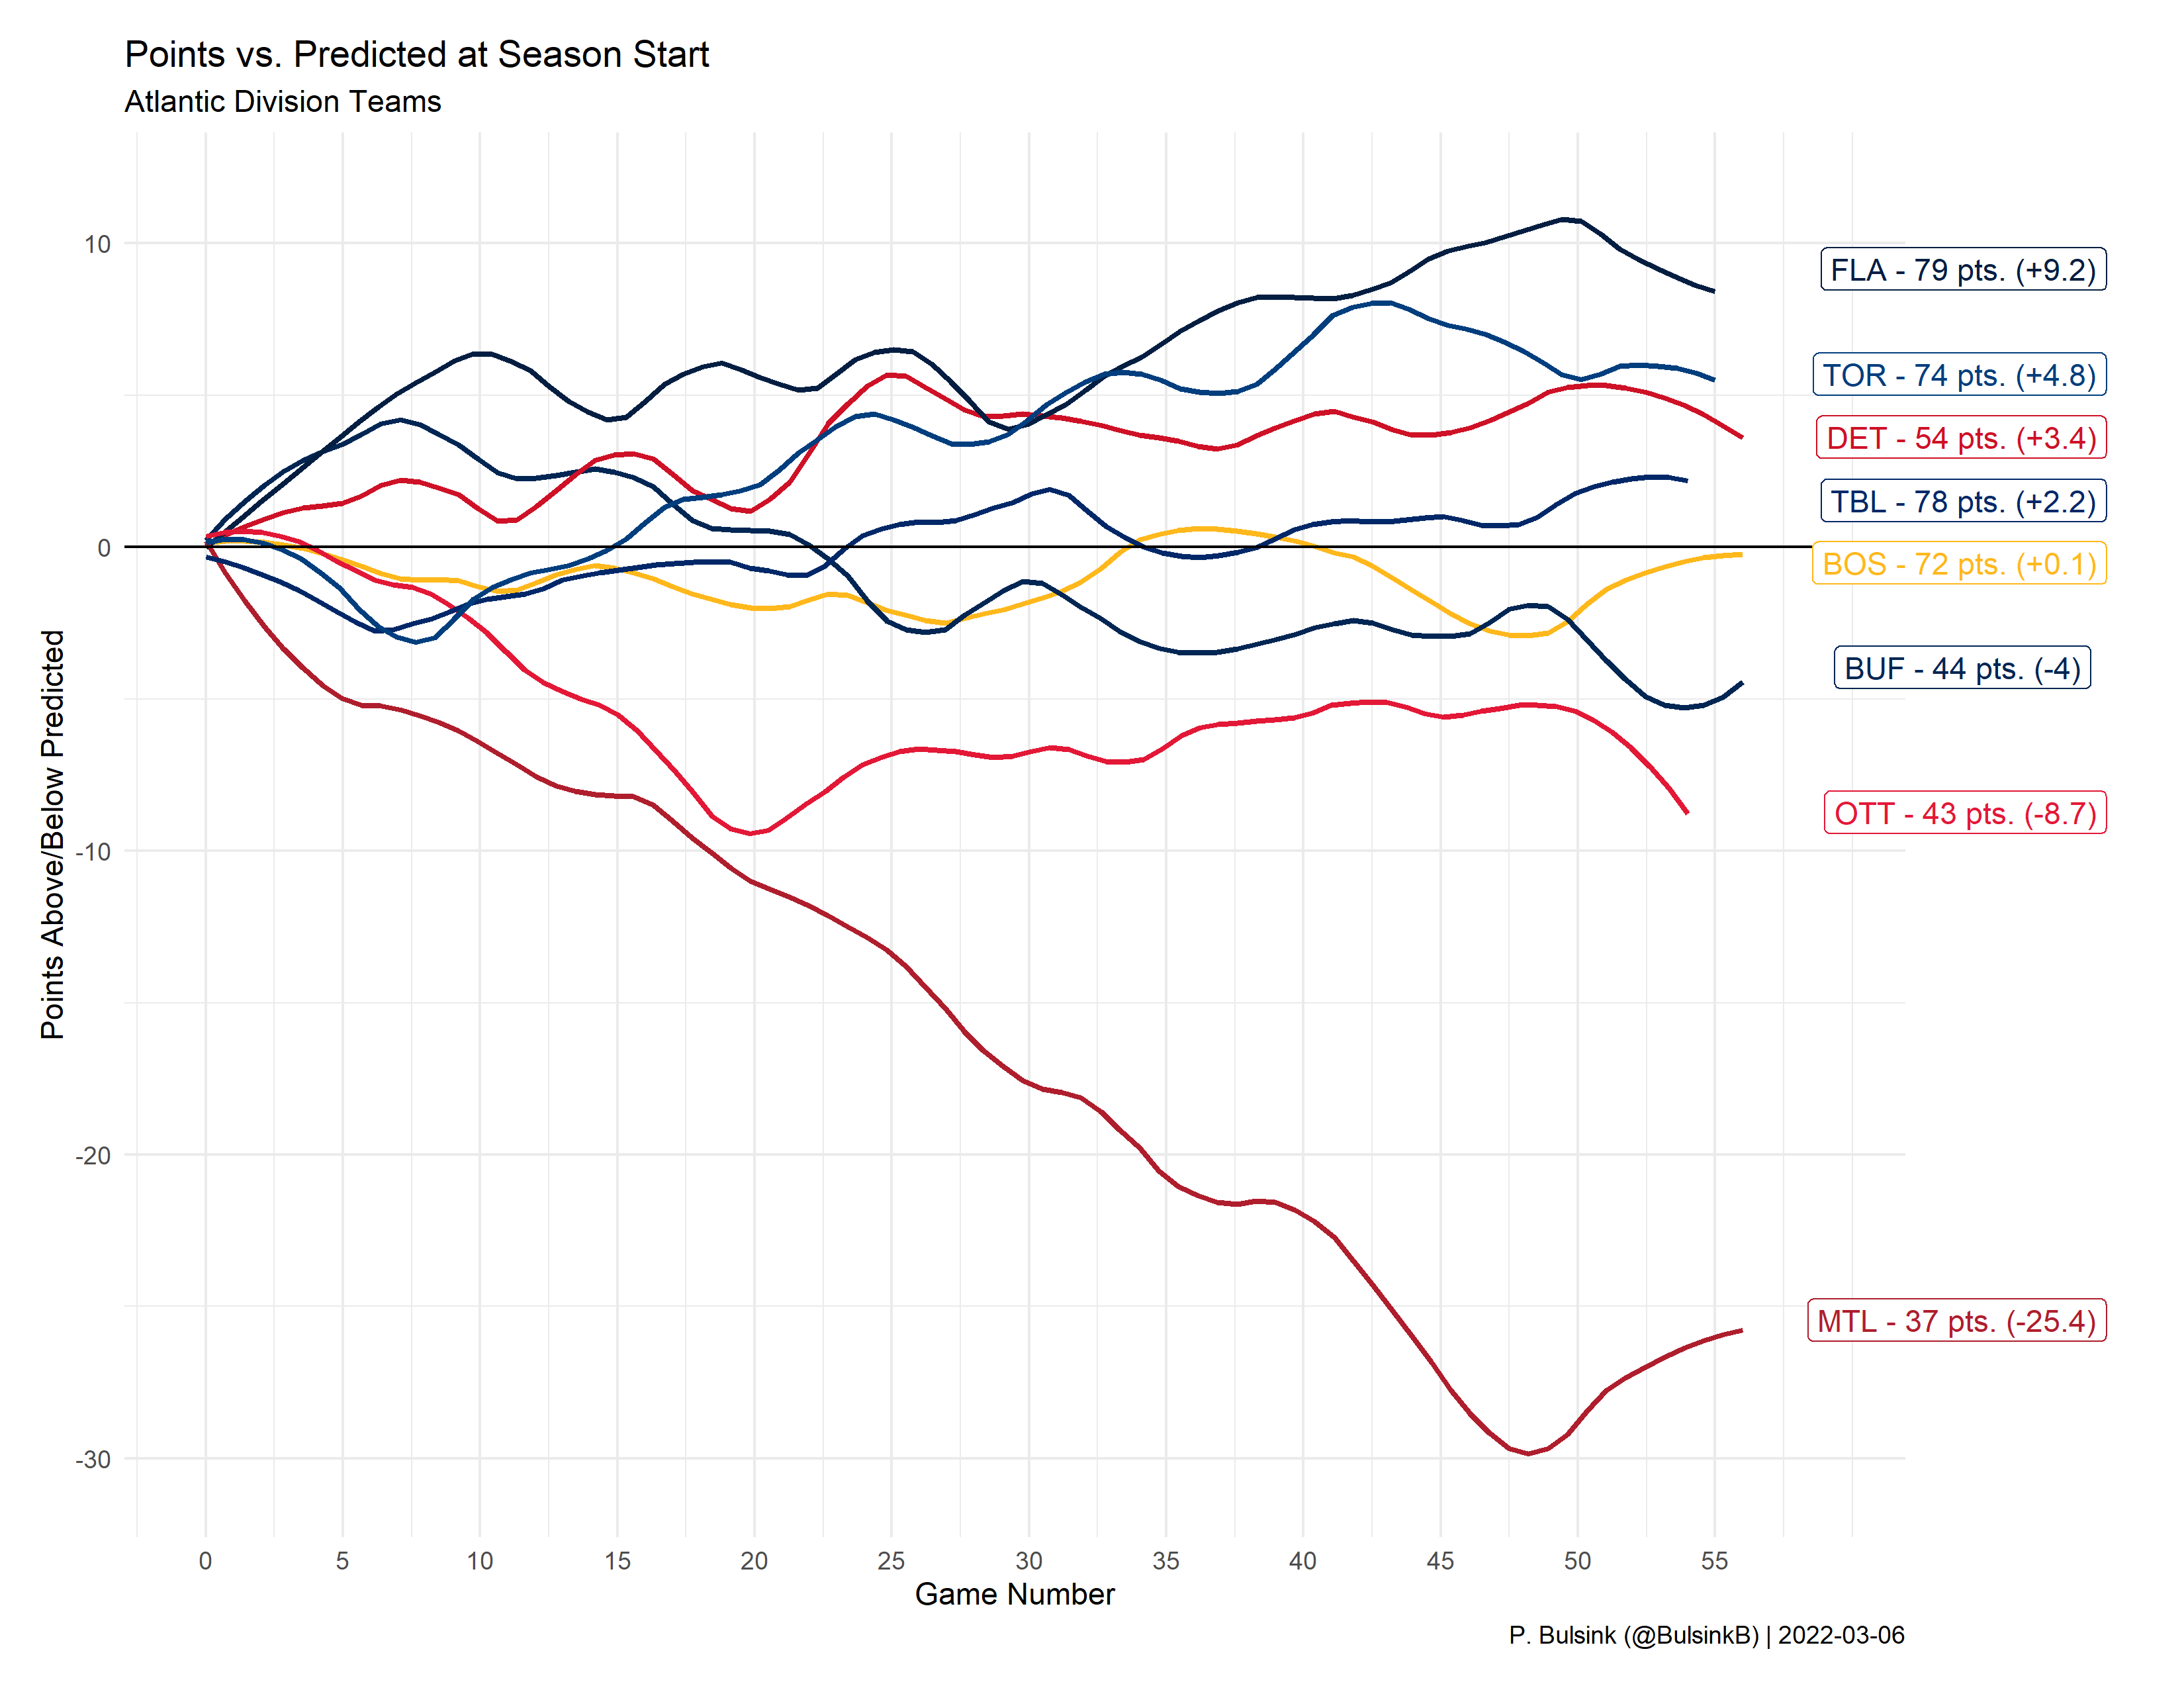 Points vs. Predicted at Season Start
Atlantic Division Teams
Points Above/Below Predicted
10
0
-10
-20
-30
FLA - 79 pts. (+9.2)
TOR - 74 pts. (+4.8)
DET - 54 pts. (+3.4)
TBL - 78 pts. (+2.2)
BOS - 72 pts. (+0.1)
BUF - 44 pts. (-4)
OTT - 43 pts. (-8.7)
MTL - 37 pts. (-25.4)
0 5 10 15 20 25 30 35 40 45 50 55
Game Number
P. Bulsink (@BulsinkB) | 2022-03-06